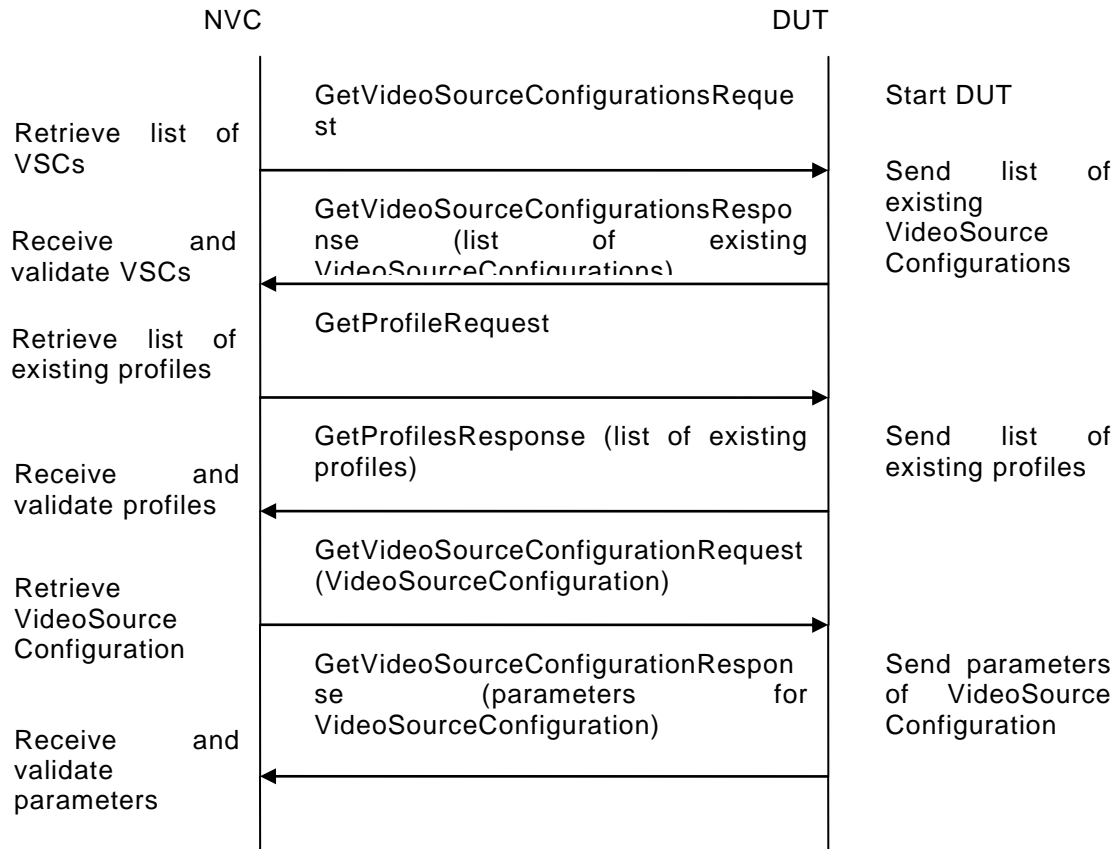 NVC
DUT
GetVideoSourceConfigurationsReque
st
Start DUT
Retrieve list of
VSCs
Send list of
existing
VideoSource
Configurations
GetVideoSourceConfigurationsRespo
nse (list of existing
VideoSourceConfigurations)
Receive and
validate VSCs
GetProfileRequest
Retrieve list of
existing profiles
GetProfilesResponse (list of existing
profiles)
Send list of
existing profiles
Receive and
validate profiles
GetVideoSourceConfigurationRequest
(VideoSourceConfiguration)
Retrieve
VideoSource
Configuration
GetVideoSourceConfigurationRespon
se (parameters for
VideoSourceConfiguration)
Send parameters
of VideoSource
Configuration
Receive and
validate
parameters